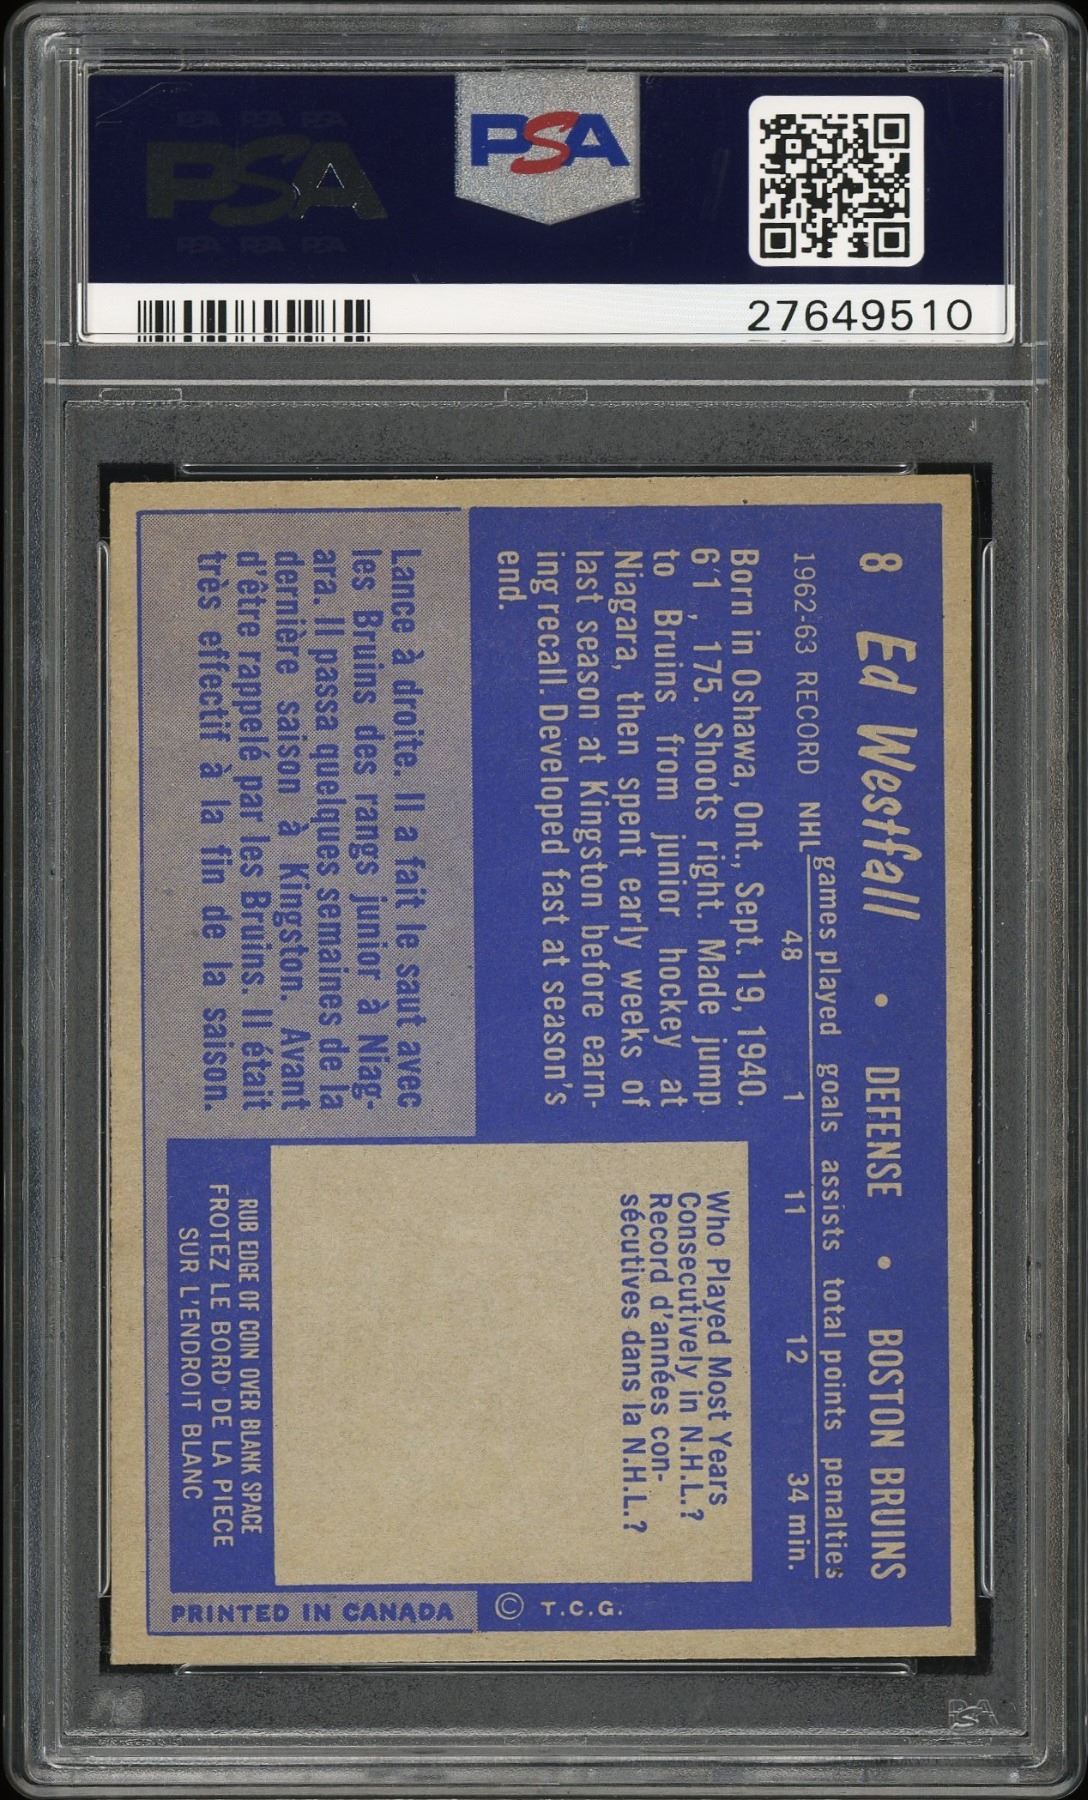 PSA PSA PSA
PSA
PSA PSA PSA
PSA
27649510
8 Ed Westfall • DEFENSE • BOSTON BRUINS
games played goals assists total points penalties
1962-63 RECORD NHL 48 1 11 12 34 min.
Born in Oshawa, Ont., Sept. 19, 1940.
6'1 , 175. Shoots right. Made jump
to Bruins from junior hockey at
Niagara, then spent early weeks of
last season at Kingston before earn-
ing recall. Developed fast at season's
end.
Lance à droite. Il a fait le saut avec
les Bruins des rangs junior à Niag-
ara. Il passa quelques semaines de la
dernière saison à Kingston. Avant
d'être rappelé par les Bruins. Il était
très effectif à la fin de la saison.
Who Played Most Years
Consecutively in N.H.L.?
Record d'années con-
sécutives dans la N.H.L.?
RUB EDGE OF COIN OVER BLANK SPACE
FROTEZ LE BORD DE LA PIECE
SUR L'ENDROIT BLANC
© T.C.G.
PRINTED IN CANADA
PSA